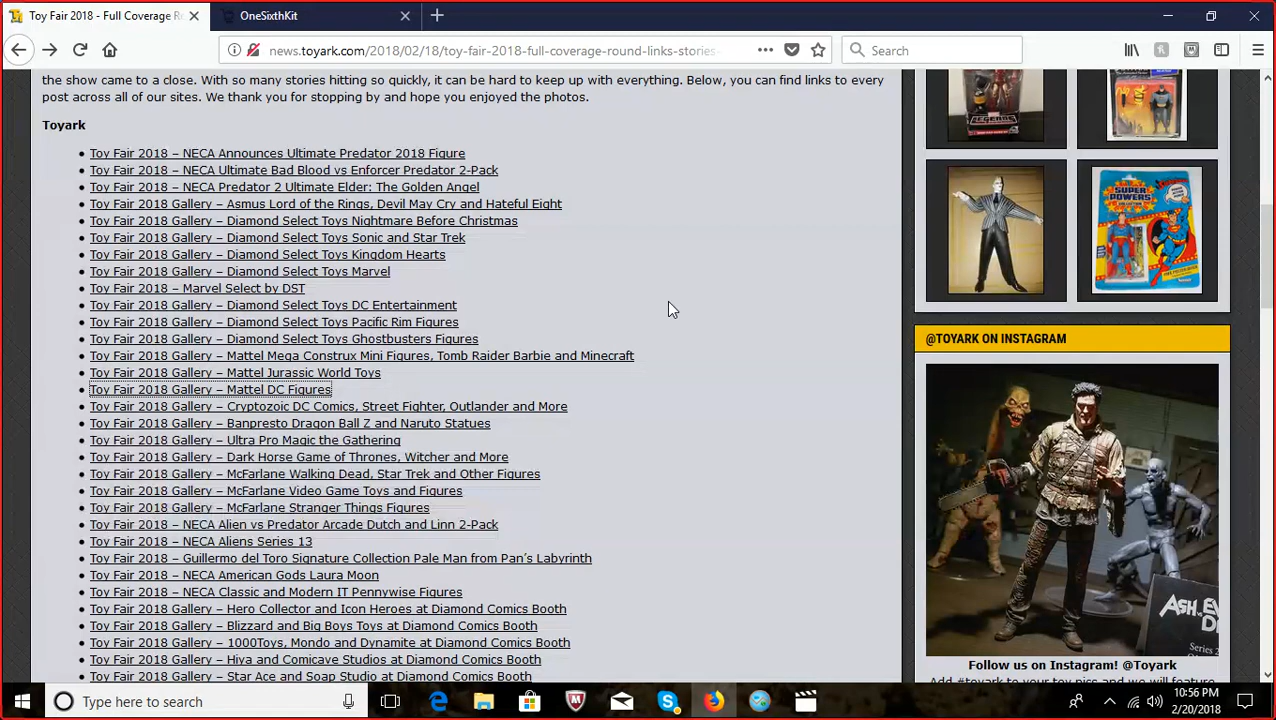 Toy Fair 2018 - Full Coverage Ro
OneSixthKit
news.toyark.com/2018/02/18/toy-fair-2018-full-coverage-round-links-stories-
Search
the show came to a close. With so many stories hitting so quickly, it can be hard to keep up with everything. Below, you can find links to every
post across all of our sites. We thank you for stopping by and hope you enjoyed the photos.
Toyark
Toy Fair 2018 – NECA Announces Ultimate Predator 2018 Figure
Toy Fair 2018 – NECA Ultimate Bad Blood vs Enforcer Predator 2-Pack
Toy Fair 2018 – NECA Predator 2 Ultimate Elder: The Golden Angel
Toy Fair 2018 Gallery – Asmus Lord of the Rings, Devil May Cry and Hateful Eight
Toy Fair 2018 Gallery – Diamond Select Toys Nightmare Before Christmas
Toy Fair 2018 Gallery – Diamond Select Toys Sonic and Star Trek
Toy Fair 2018 Gallery – Diamond Select Toys Kingdom Hearts
Toy Fair 2018 Gallery – Diamond Select Toys Marvel
Toy Fair 2018 – Marvel Select by DST
Toy Fair 2018 Gallery – Diamond Select Toys DC Entertainment
Toy Fair 2018 Gallery – Diamond Select Toys Pacific Rim Figures
Toy Fair 2018 Gallery – Diamond Select Toys Ghostbusters Figures
Toy Fair 2018 Gallery – Mattel Mega Construx Mini Figures, Tomb Raider Barbie and Minecraft
Toy Fair 2018 Gallery – Mattel Jurassic World Toys
Toy Fair 2018 Gallery – Mattel DC Figures
Toy Fair 2018 Gallery – Cryptozoic DC Comics, Street Fighter, Outlander and More
Toy Fair 2018 Gallery – Banpresto Dragon Ball Z and Naruto Statues
Toy Fair 2018 Gallery – Ultra Pro Magic the Gathering
Toy Fair 2018 Gallery – Dark Horse Game of Thrones, Witcher and More
Toy Fair 2018 Gallery – McFarlane Walking Dead, Star Trek and Other Figures
Toy Fair 2018 Gallery – McFarlane Video Game Toys and Figures
Toy Fair 2018 Gallery – McFarlane Stranger Things Figures
Toy Fair 2018 – NECA Alien vs Predator Arcade Dutch and Linn 2-Pack
Toy Fair 2018 – NECA Aliens Series 13
Toy Fair 2018 – Guillermo del Toro Signature Collection Pale Man from Pan's Labyrinth
Toy Fair 2018 – NECA American Gods Laura Moon
Toy Fair 2018 – NECA Classic and Modern IT Pennywise Figures
Toy Fair 2018 Gallery – Hero Collector and Icon Heroes at Diamond Comics Booth
Toy Fair 2018 Gallery – Blizzard and Big Boys Toys at Diamond Comics Booth
Toy Fair 2018 Gallery – 1000Toys, Mondo and Dynamite at Diamond Comics Booth
Toy Fair 2018 Gallery – Hiya and Comicave Studios at Diamond Comics Booth
Toy Fair 2018 Gallery – Star Ace and Soap Studio at Diamond Comics Booth
LEGENDS
SUPER
POWERS
@TOYARK ON INSTAGRAM
ASH
Series 2
Follow us on Instagram! @Toyark
Add #toyark to your toy pics and we will feature
Type here to search
10:56 PM
2/20/2018